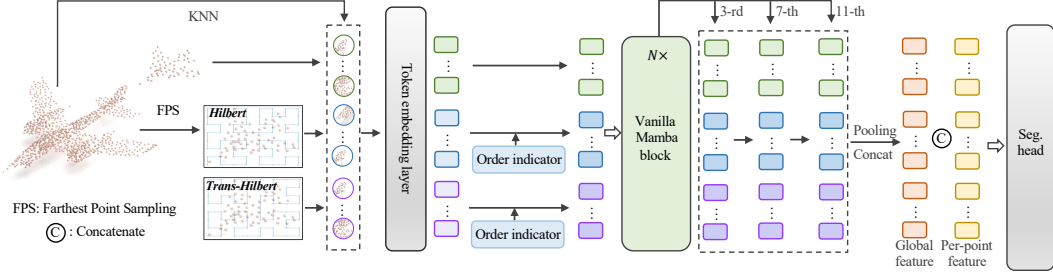 KNN
3-rd
7-th
11-th
N×
FPS
Hilbert
Trans-Hilbert
Token embedding layer
Order indicator
Order indicator
Vanilla
Mamba
block
Pooling
Concat
C
Seg.
head
FPS: Farthest Point Sampling
C : Concatenate
Global
feature
Per-point
feature